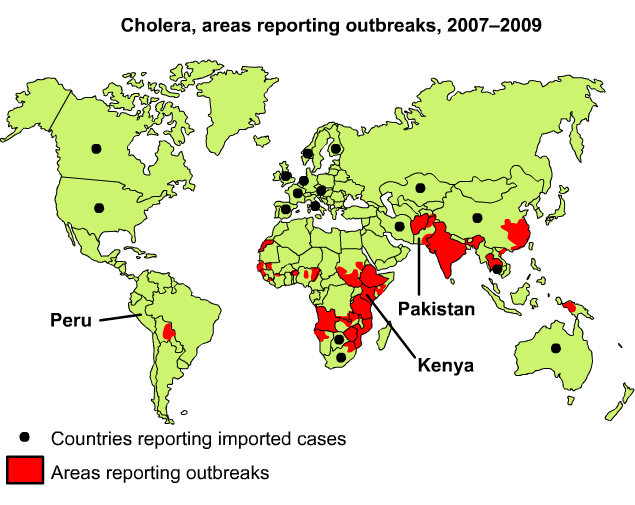 Cholera, areas reporting outbreaks, 2007–2009
Peru
Pakistan
Kenya
Countries reporting imported cases
Areas reporting outbreaks